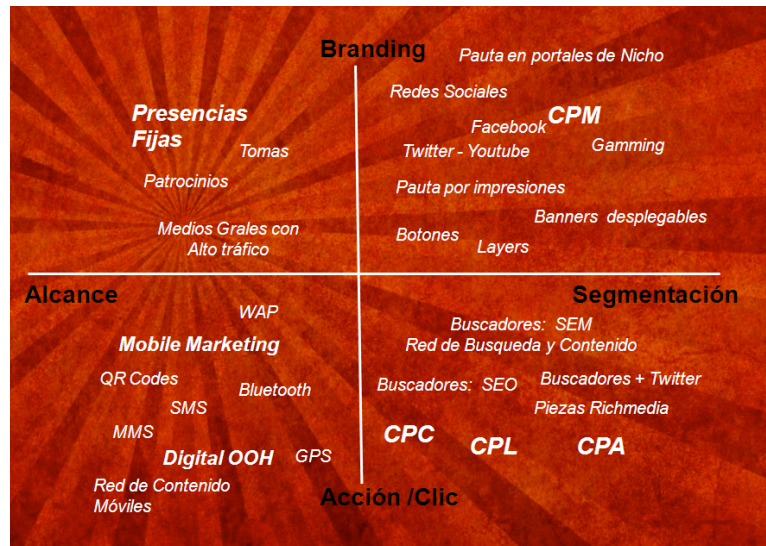 Branding
Pauta en portales de Nicho
Redes Sociales
Presencias
Fijas
CPM
Facebook
Tomas
Twitter - Youtube
Gamming
Patrocinios
Pauta por impresiones
Medios Grales con
Alto tráfico
Banners desplegables
Botones
Layers
Alcance
Segmentación
WAP
Mobile Marketing
QR Codes
Bluetooth
SMS
MMS
Digital OOH
GPS
Red de Contenido
Móviles
Buscadores: SEM
Red de Busqueda y Contenido
Buscadores: SEO
Buscadores + Twitter
Piezas Richmedia
CPC
CPL
CPA
Acción /Clic